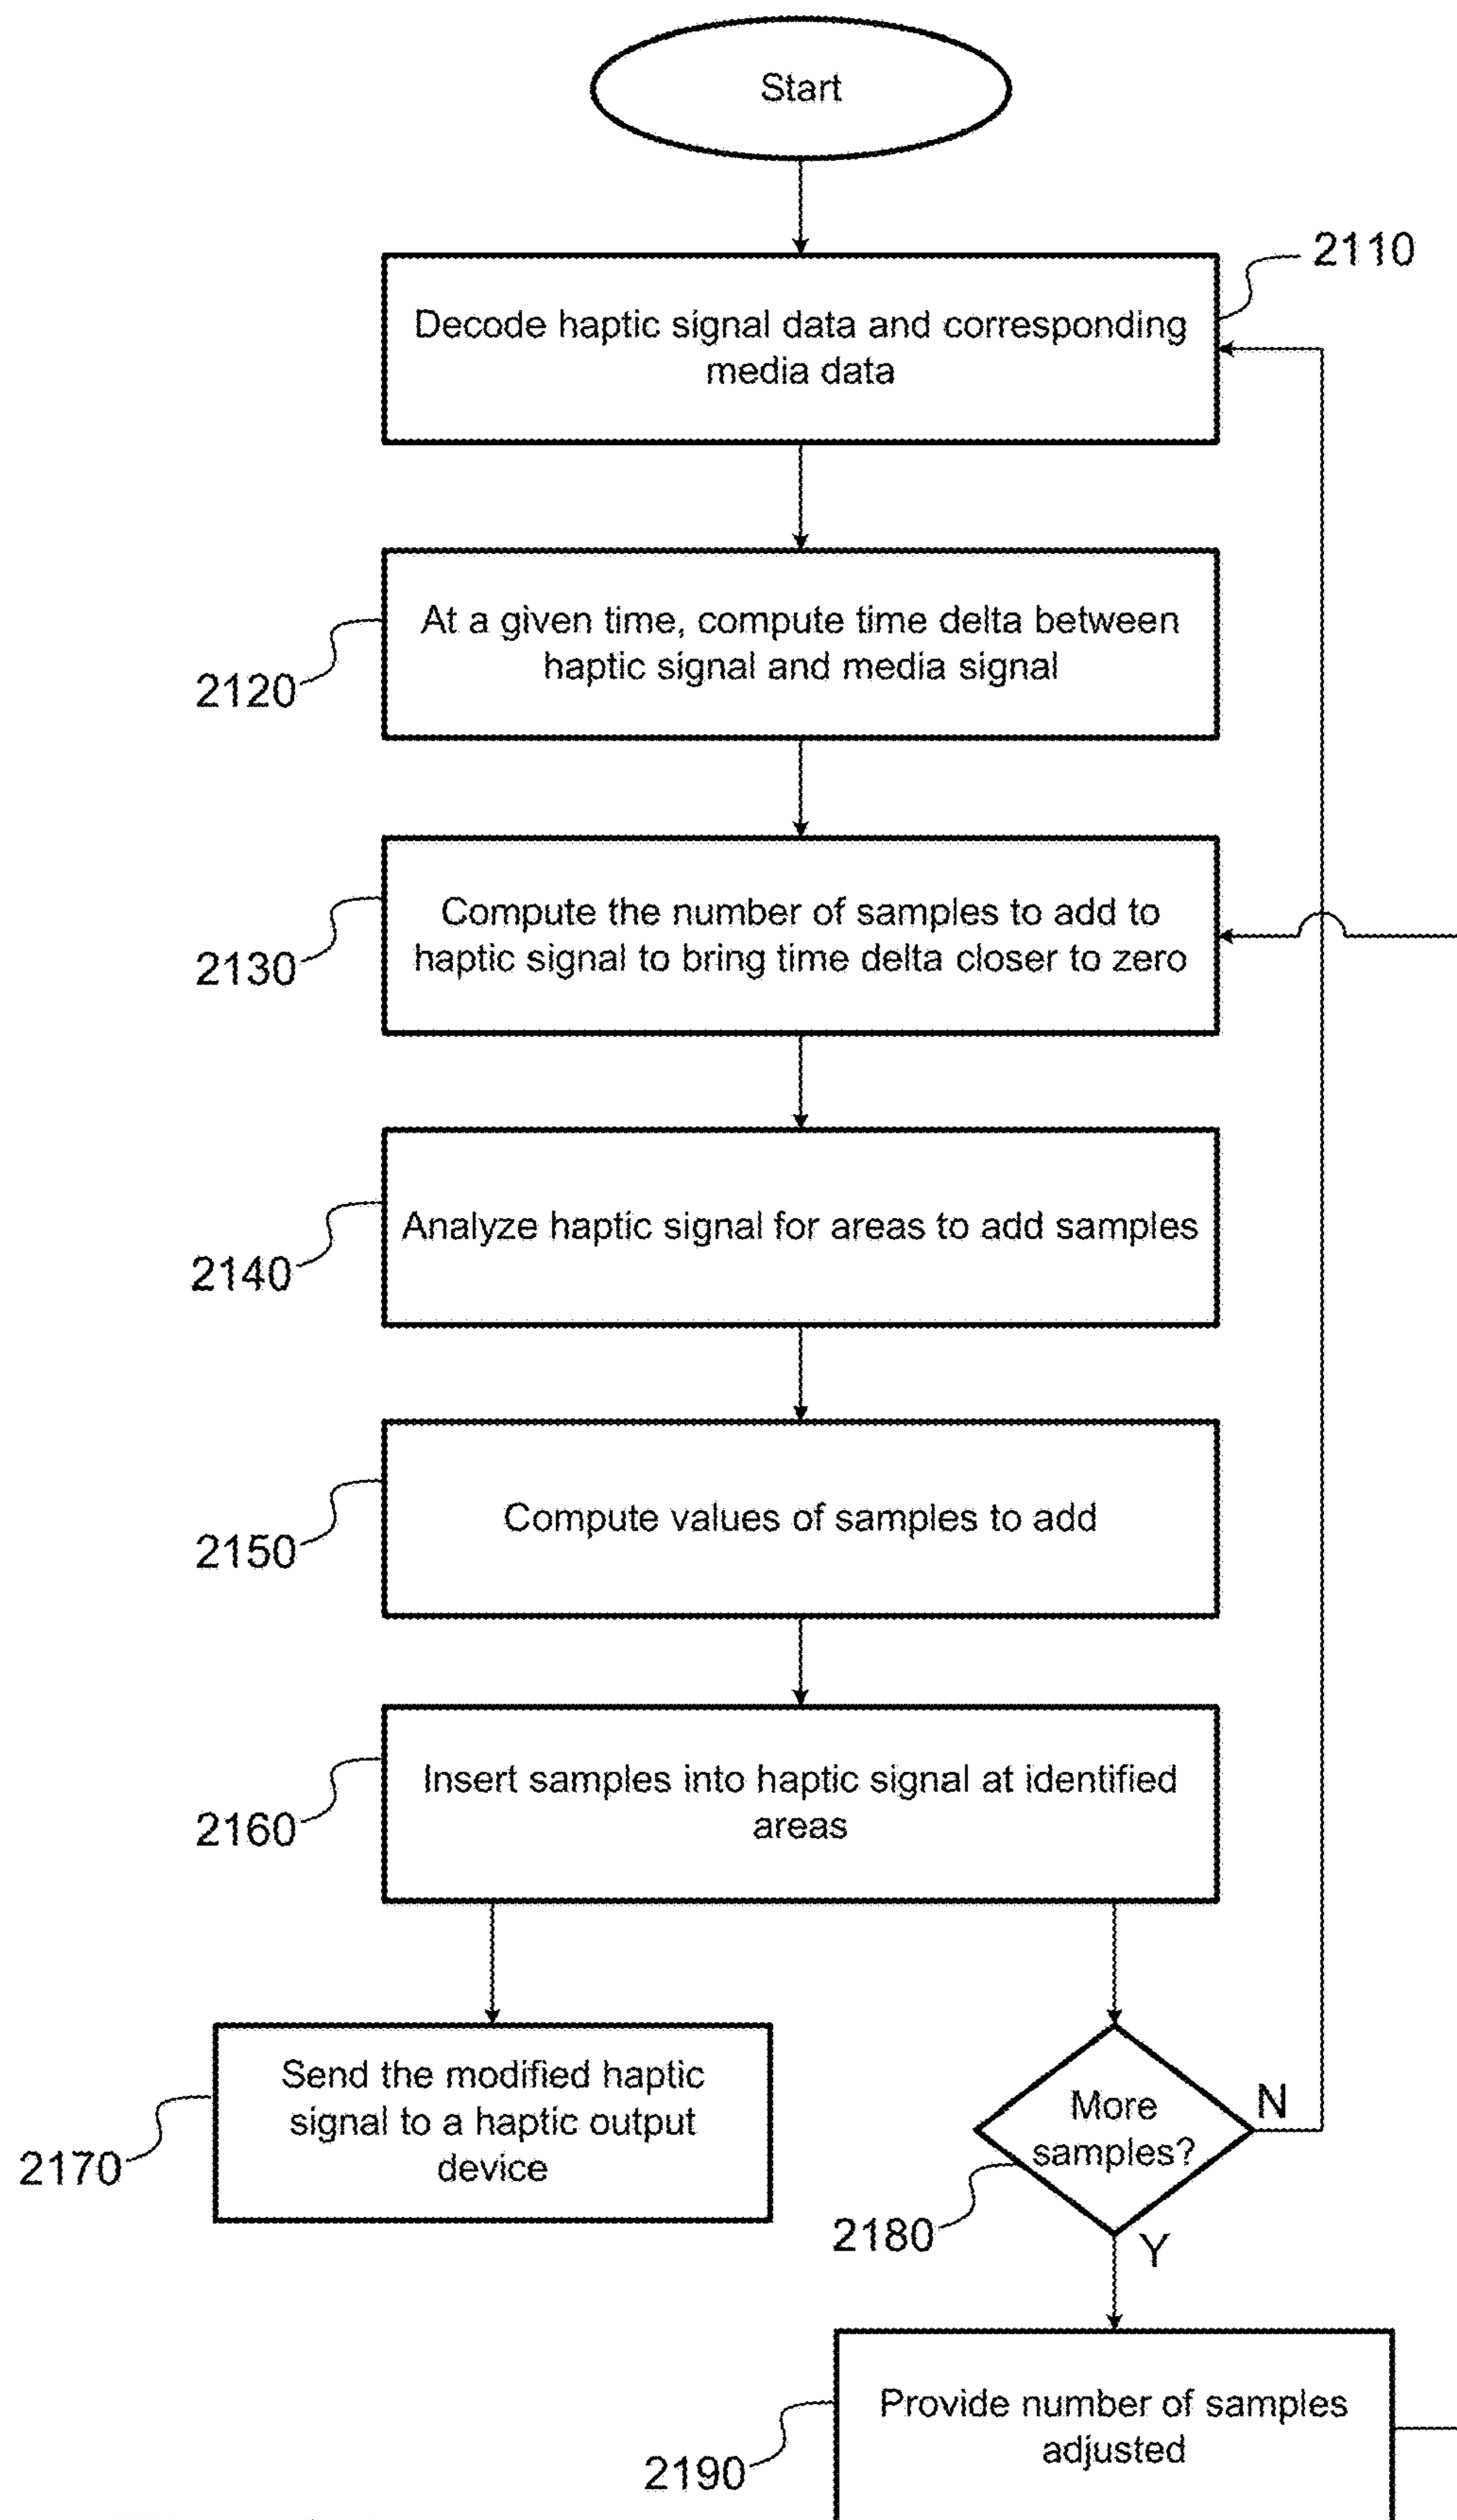 Start
2110
Decode haptic signal data and corresponding
media data
At a given time, compute time delta between
haptic signal and media signal
2120
Compute the number of samples to add to
haptic signal to bring time delta closer to zero
2130
Analyze haptic signal for areas to add samples
2140
Compute values of samples to add
2150
Insert samples into haptic signal at identified
areas
2160
Send the modified haptic
signal to a haptic output
device
2170
More
samples?
N
2180
Y
Provide number of samples
adjusted
2190